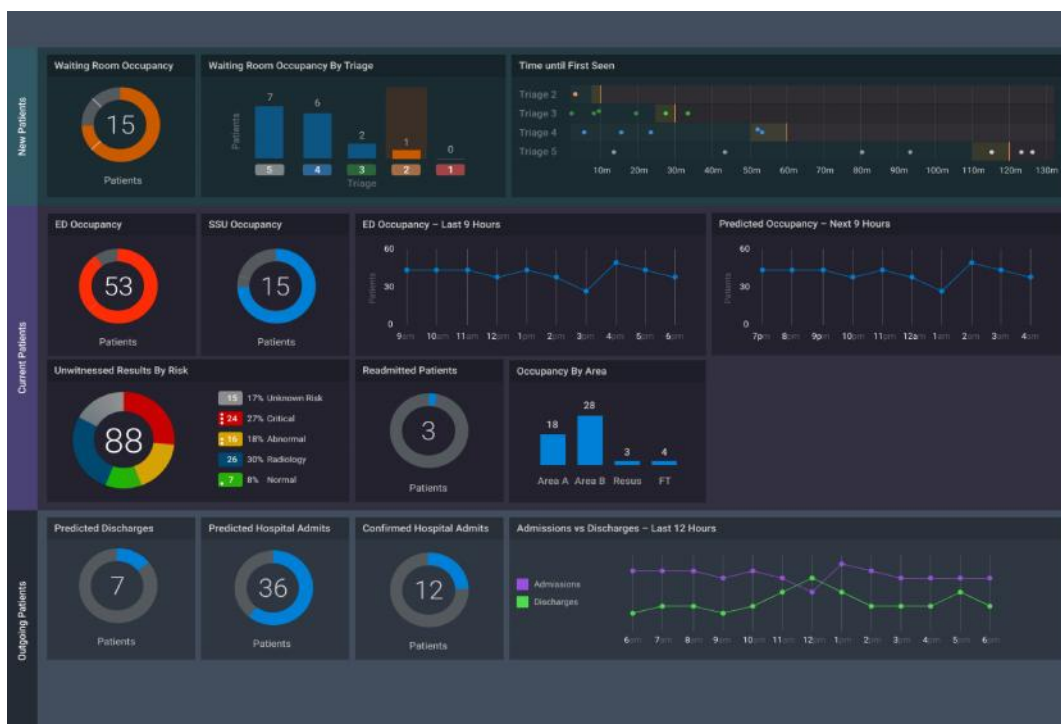 New Patients
Waiting Room Occupancy
15
Patients
Waiting Room Occupancy By Triage
Patients
7
6
2
1
0
5
4
3
2
1
Triage
Time until First Seen
Triage 2
Triage 3
Triage 4
Triage 5
10m 20m 30m 40m 50m 60m 70m 80m 90m 100m 110m 120m 130m
Current Patients
ED Occupancy
53
Patients
SSU Occupancy
15
Patients
ED Occupancy – Last 9 Hours
Patients
60
30
0
9am 10am 11am 12pm 1pm 2pm 3pm 4pm 5pm 6pm
Predicted Occupancy – Next 9 Hours
Patients
60
30
0
7p 8pm 9p 10pm 11pm 12a 1am 2am 3am 4am
Unwitnessed Results By Risk
88
15 17% Unknown Risk
24 27% Critical
16 18% Abnormal
26 30% Radiology
7 8% Normal
Readmitted Patients
3
Patients
Occupancy By Area
18
28
3
4
Area A Area B Resus FT
Outgoing Patients
Predicted Discharges
7
Patients
Predicted Hospital Admits
36
Patients
Confirmed Hospital Admits
12
Patients
Admissions vs Discharges – Last 12 Hours
Admissions
Discharges
6am 7am 8am 9am 10am 11am 12pm 1pm 2pm 3pm 4pm 5pm 6pm